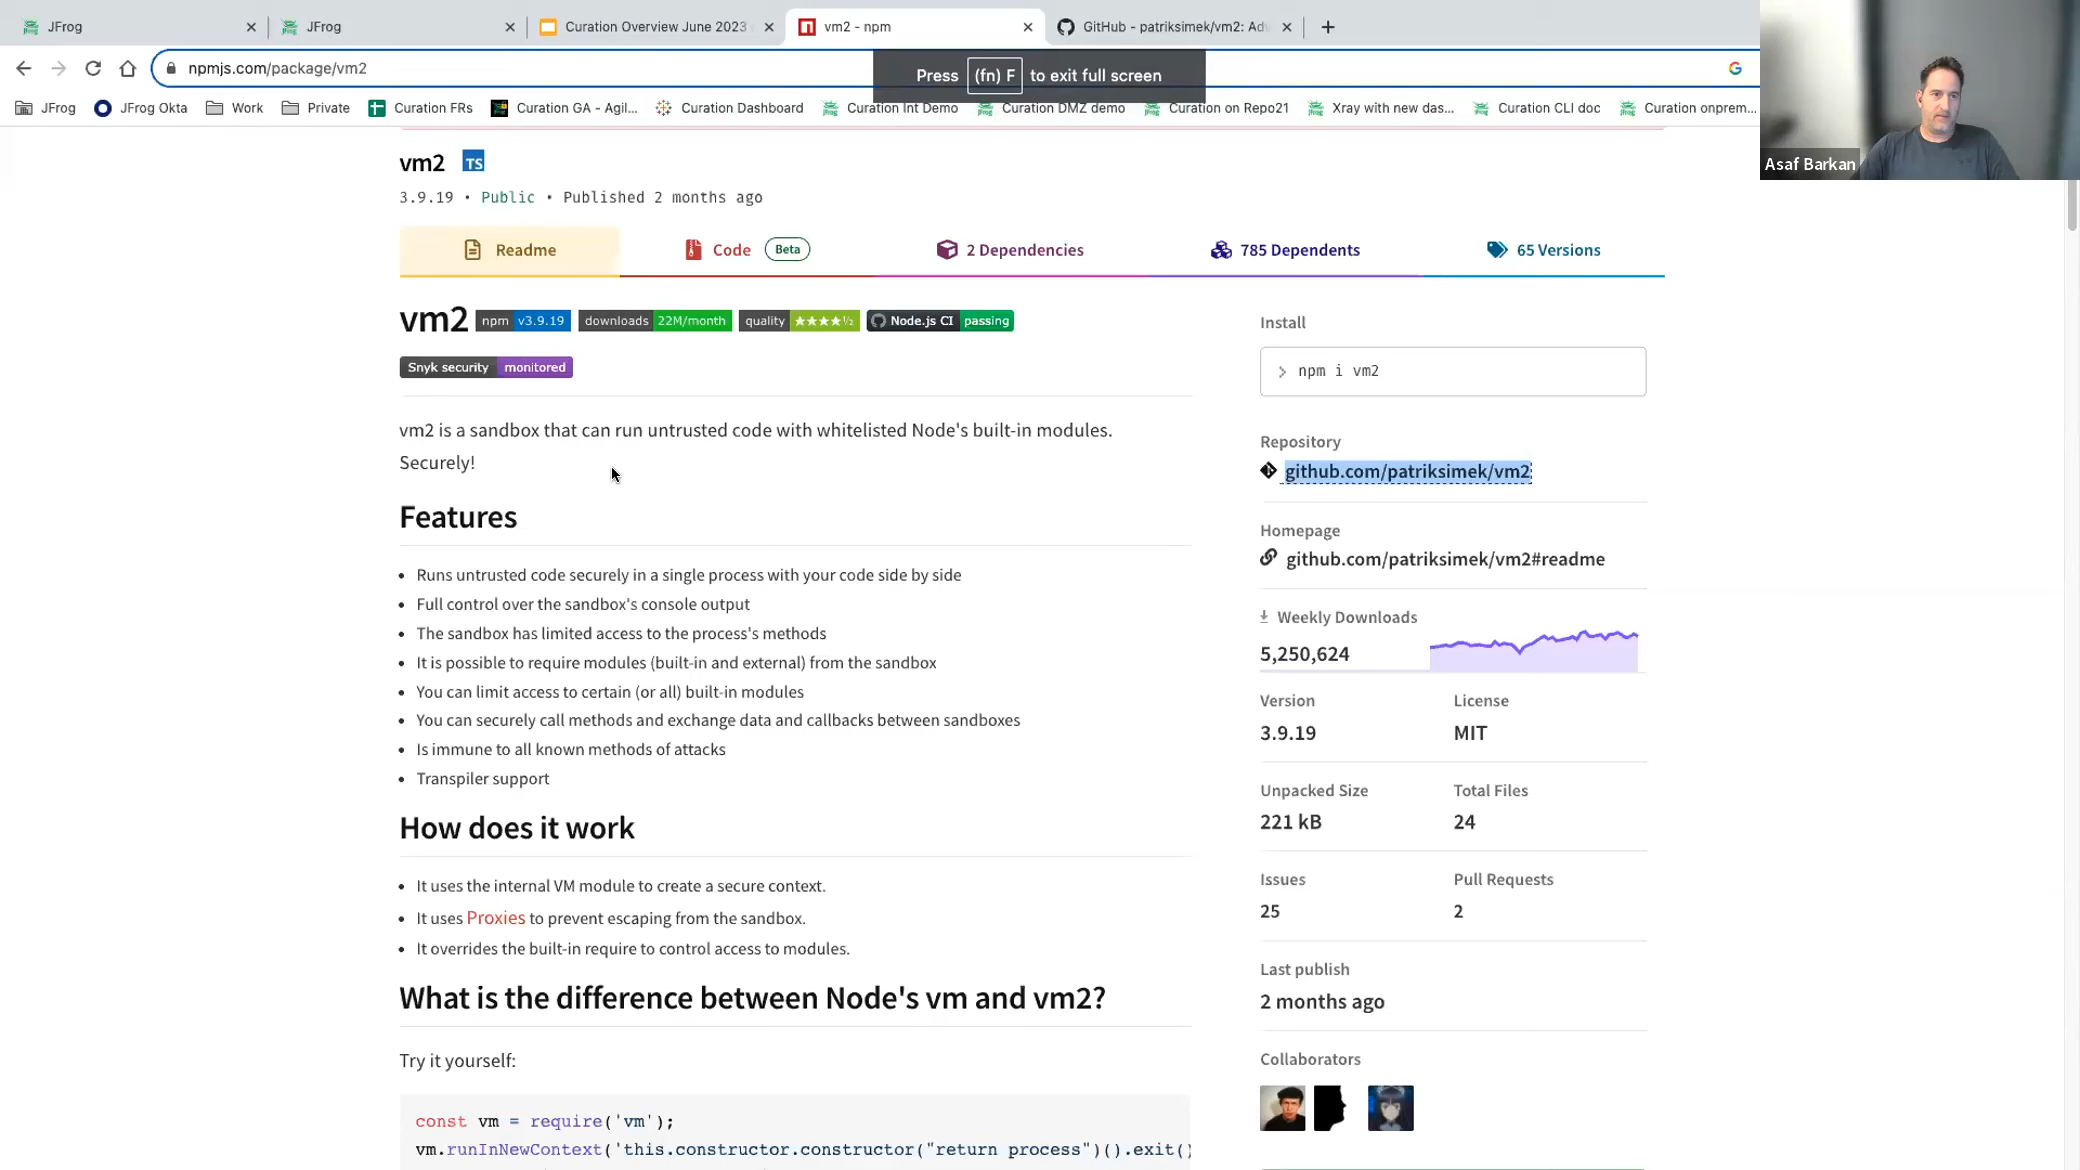 JFrog
JFrog
Curation Overview June 2023
vm2 - npm
GitHub - patriksimek/vm2: Adv
npmjs.com/package/vm2
Press (fn) F to exit full screen
JFrog
JFrog Okta
Work
Private
Curation FRs
Curation GA - Agil...
Curation Dashboard
Curation Int Demo
Curation DMZ demo
Curation on Repo21
Xray with new das...
Curation CLI doc
Curation onprem...
Asaf Barkan
vm2 TS
3.9.19 • Public • Published 2 months ago
Readme
Code Beta
2 Dependencies
785 Dependents
65 Versions
vm2 npm v3.9.19 downloads 22M/month quality ★★★★½ Node.js CI passing
Snyk security monitored
vm2 is a sandbox that can run untrusted code with whitelisted Node's built-in modules.
Securely!
Features
• Runs untrusted code securely in a single process with your code side by side
• Full control over the sandbox's console output
• The sandbox has limited access to the process's methods
• It is possible to require modules (built-in and external) from the sandbox
• You can limit access to certain (or all) built-in modules
• You can securely call methods and exchange data and callbacks between sandboxes
• Is immune to all known methods of attacks
• Transpiler support
How does it work
• It uses the internal VM module to create a secure context.
• It uses Proxies to prevent escaping from the sandbox.
• It overrides the built-in require to control access to modules.
What is the difference between Node's vm and vm2?
Try it yourself:
const vm = require('vm');
vm.runInNewContext('this.constructor.constructor("return process")().exit()
Install
> npm i vm2
Repository
github.com/patriksimek/vm2
Homepage
github.com/patriksimek/vm2#readme
Weekly Downloads
5,250,624
Version
3.9.19
License
MIT
Unpacked Size
221 kB
Total Files
24
Issues
25
Pull Requests
2
Last publish
2 months ago
Collaborators